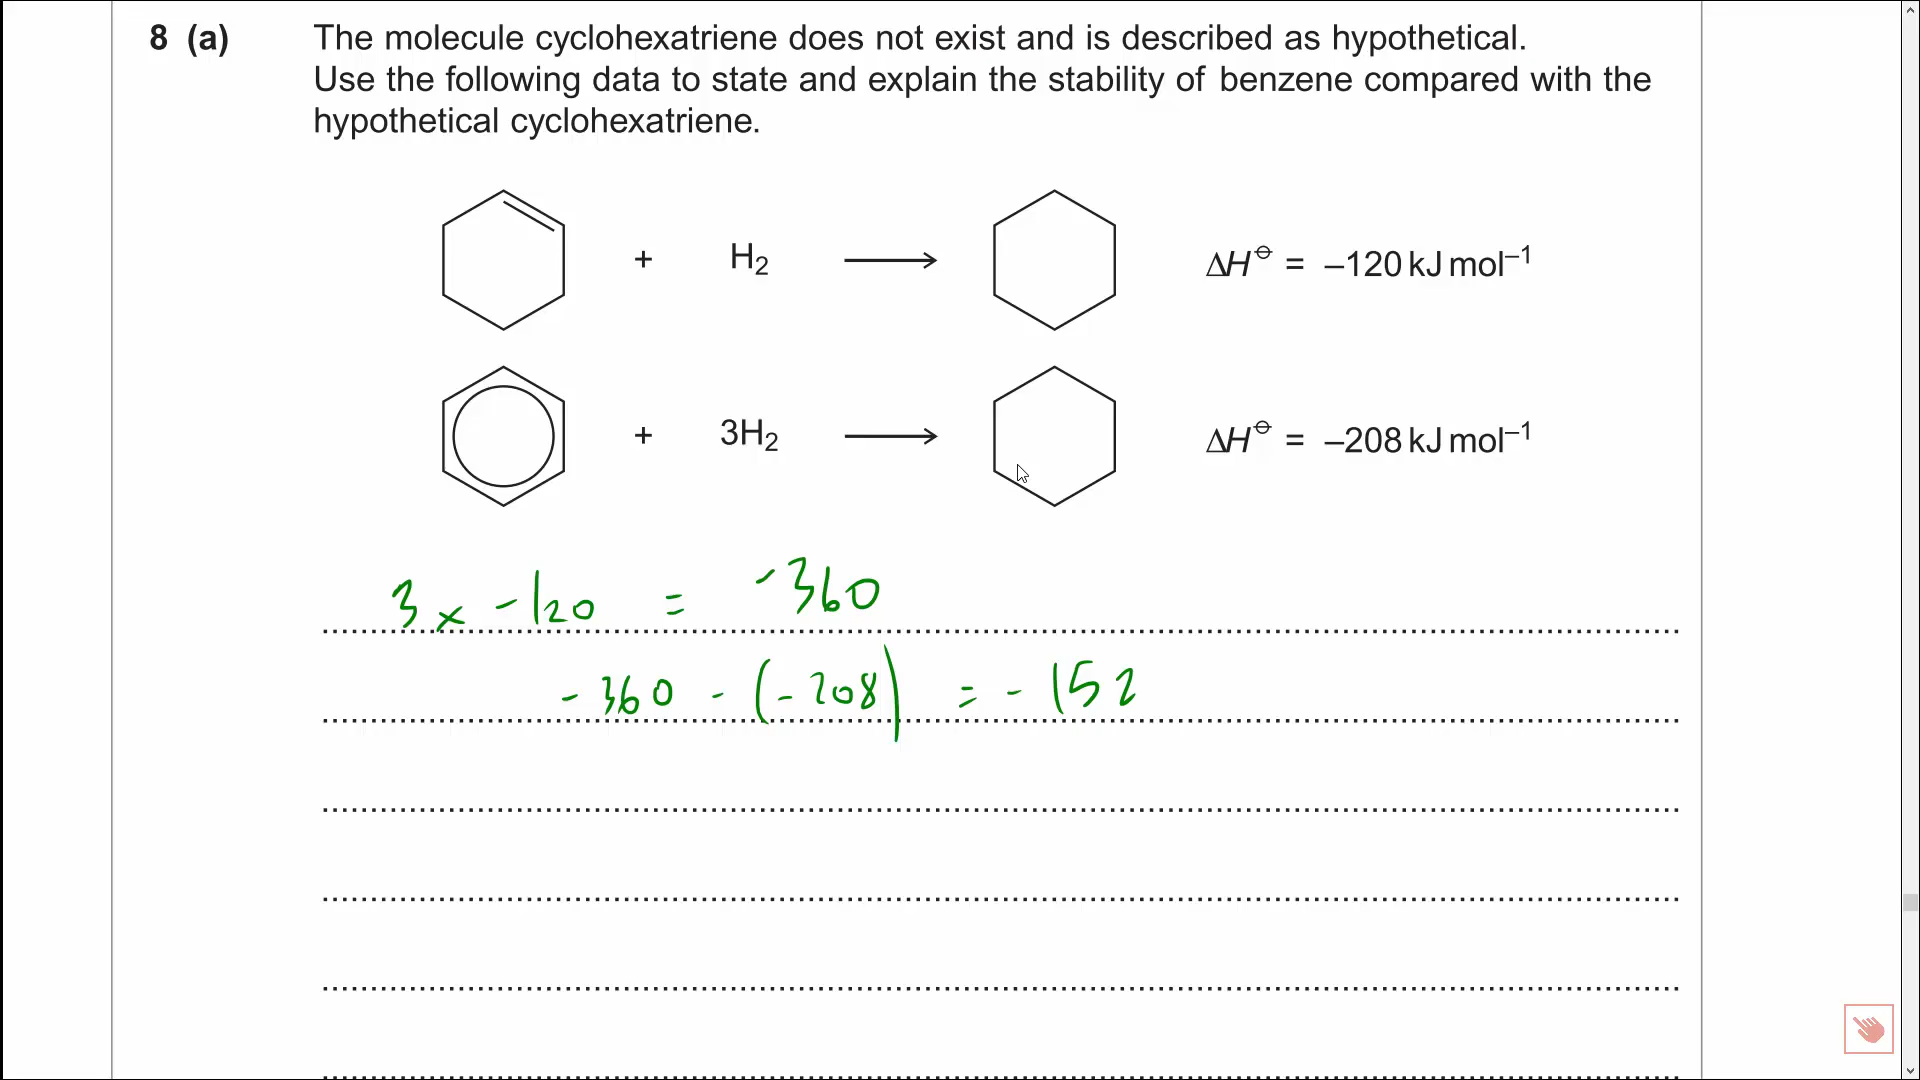 8 (a) The molecule cyclohexatriene does not exist and is described as hypothetical.
Use the following data to state and explain the stability of benzene compared with the
hypothetical cyclohexatriene.
+ H₂ ⟶ ΔH⦵ = –120 kJ mol⁻¹
+ 3H₂ ⟶ ΔH⦵ = –208 kJ mol⁻¹
3 x -120 = -360
-360 - (-208) = -152